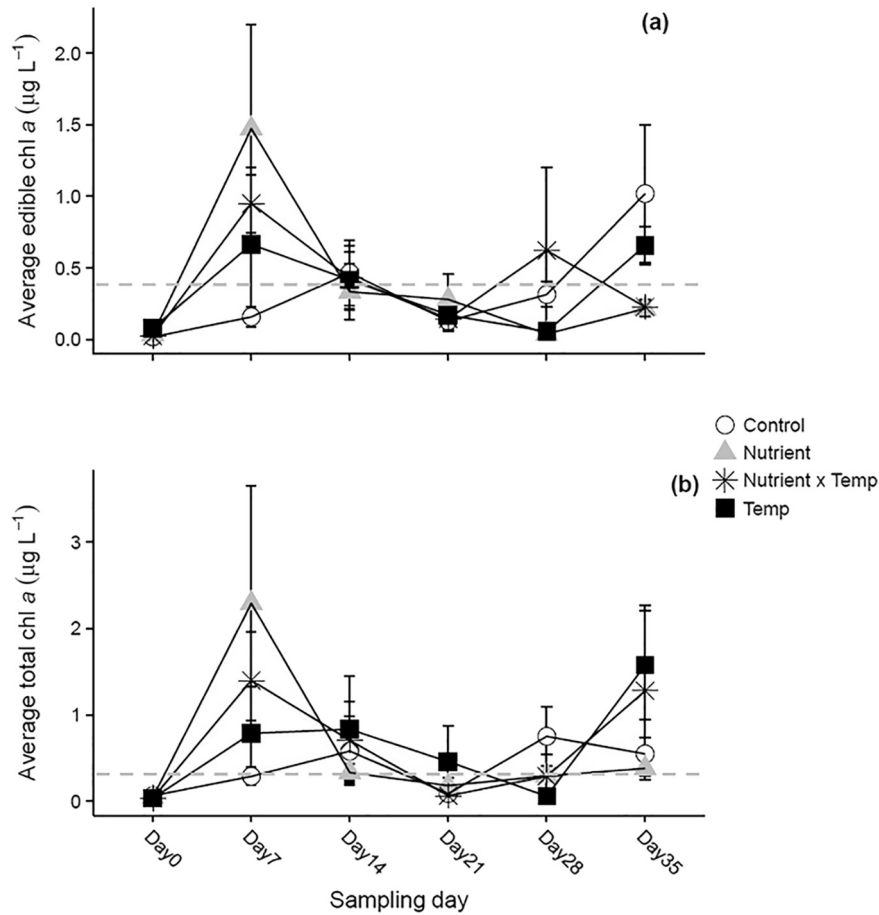 (a)
Average edible chl a (µg L⁻¹)
2.0
1.5
1.0
0.5
0.0
(b)
Control
Nutrient
Nutrient x Temp
Temp
Average total chl a (µg L⁻¹)
3
2
1
0
Day0
Day7
Day14
Day21
Day28
Day35
Sampling day